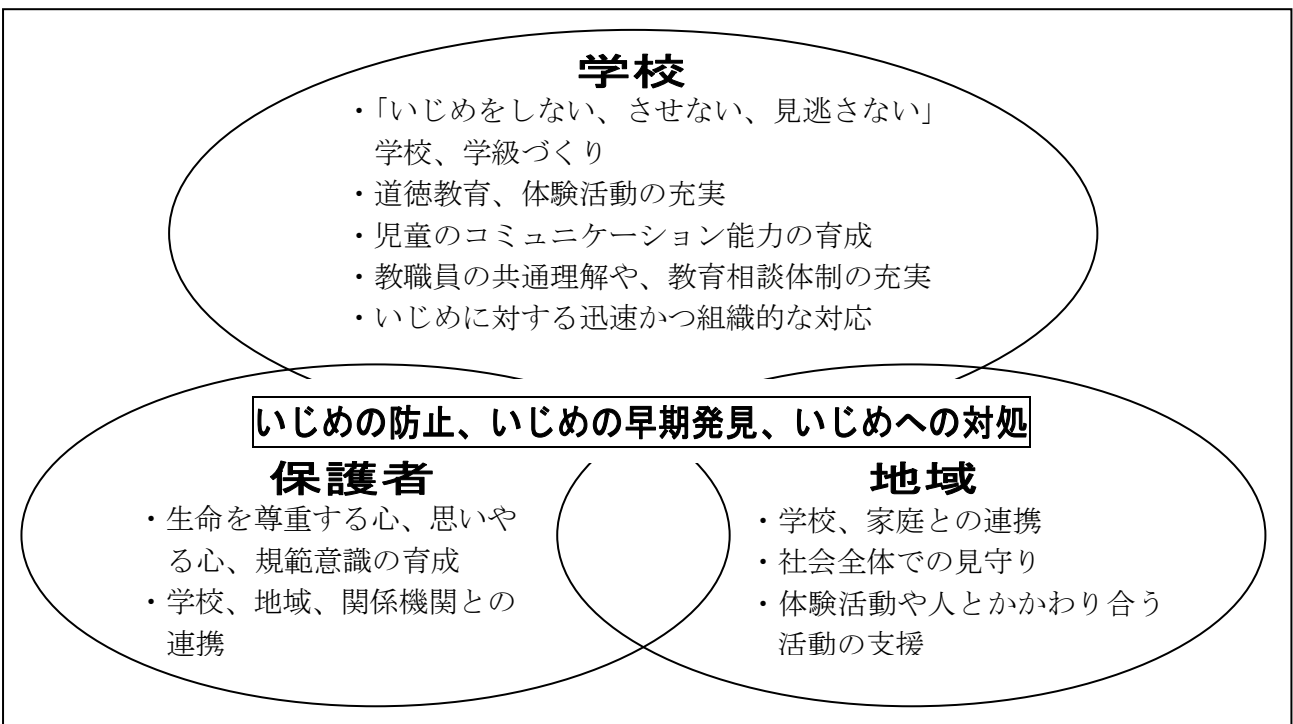 学校
・「いじめをしない、させない、見逃さない」
学校、学級づくり
・道徳教育、体験活動の充実
・児童のコミュニケーション能力の育成
・教職員の共通理解や、教育相談体制の充実
・いじめに対する迅速かつ組織的な対応
いじめの防止、いじめの早期発見、いじめへの対処
保護者
・生命を尊重する心、思いや
る心、規範意識の育成
・学校、地域、関係機関との
連携
地域
・学校、家庭との連携
・社会全体での見守り
・体験活動や人とかかわり合う
活動の支援